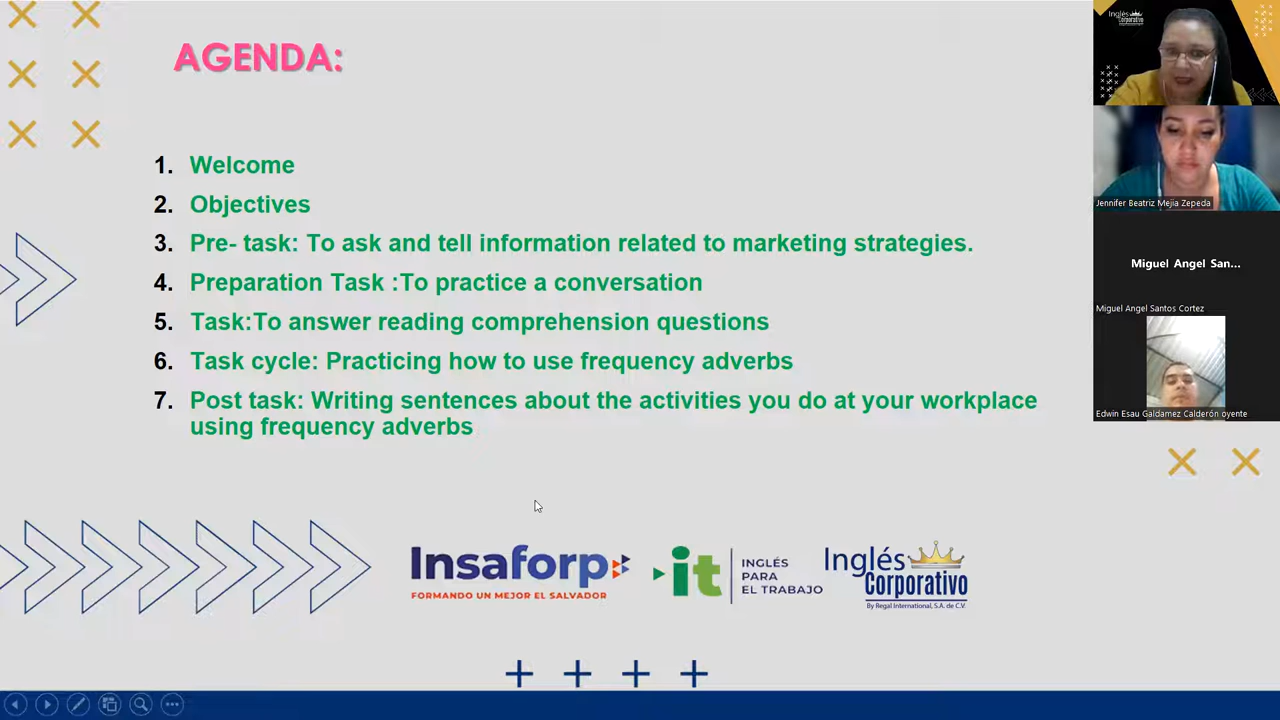 AGENDA:
1. Welcome
2. Objectives
3. Pre- task: To ask and tell information related to marketing strategies.
4. Preparation Task :To practice a conversation
5. Task:To answer reading comprehension questions
6. Task cycle: Practicing how to use frequency adverbs
7. Post task: Writing sentences about the activities you do at your workplace
using frequency adverbs
Insaforp
FORMANDO UN MEJOR EL SALVADOR
it
INGLÉS
PARA
EL TRABAJO
Inglés
Corporativo
By Regal International, S.A. de C.V.
Inglés
Corporativo
Jennifer Beatriz Mejia Zepeda
Miguel Angel San...
Miguel Angel Santos Cortez
Edwin Esau Galdamez Calderón oyente